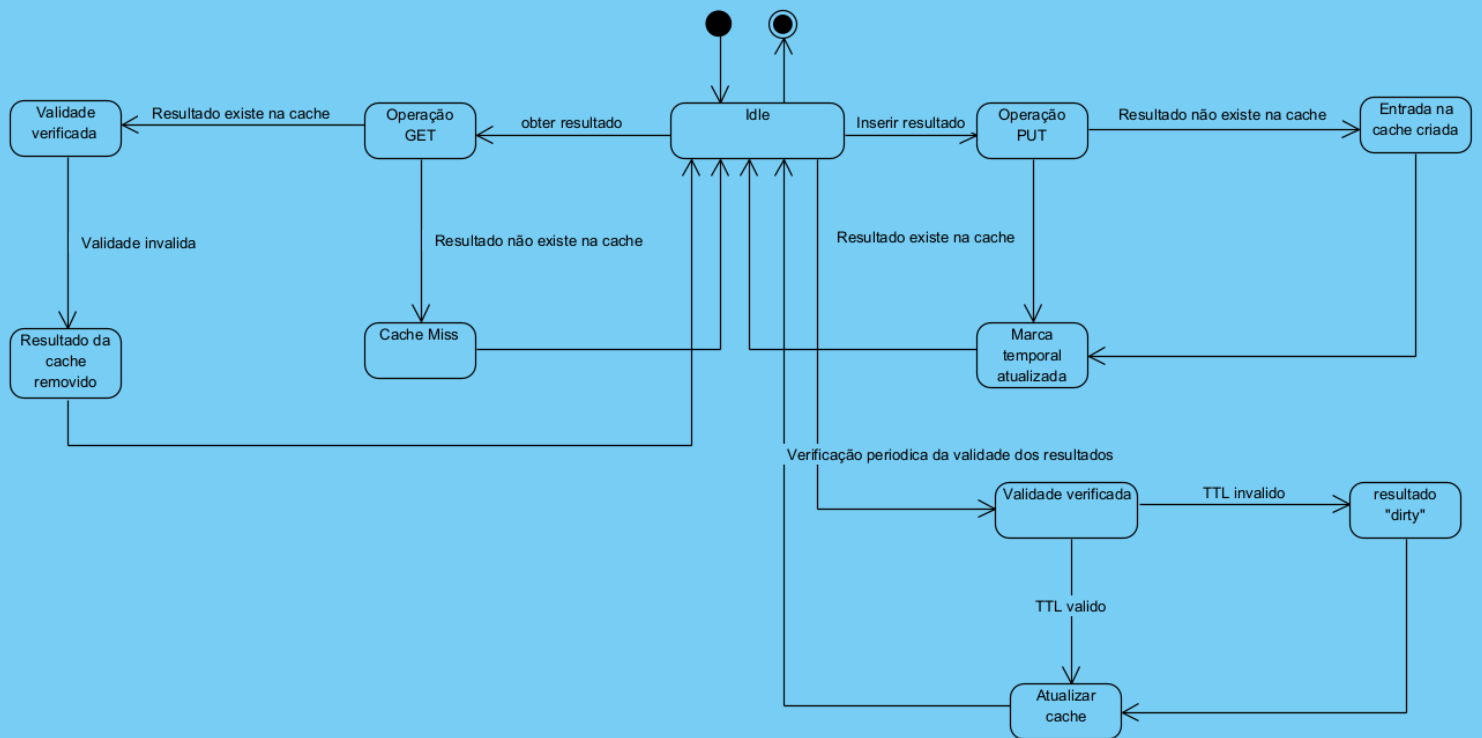 Validade
verificada
Resultado existe na cache
Operação
GET
obter resultado
Idle
Inserir resultado
Operação
PUT
Resultado não existe na cache
Entrada na
cache criada
Validade invalida
Resultado não existe na cache
Resultado existe na cache
Resultado da
cache
removido
Cache Miss
Marca
temporal
atualizada
Verificação periodica da validade dos resultados
Validade verificada
TTL invalido
resultado
"dirty"
TTL valido
Atualizar
cache